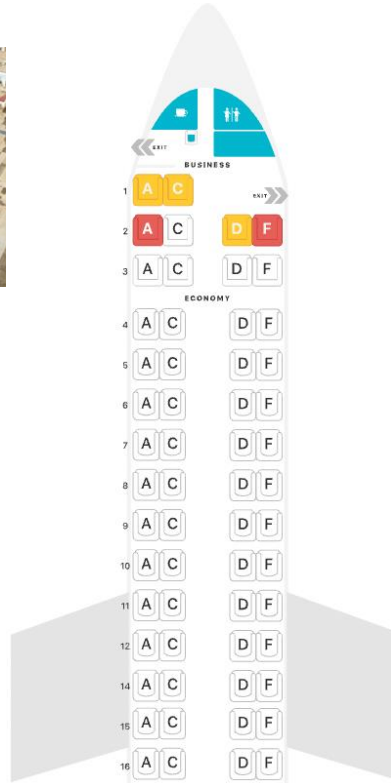 EXIT
BUSINESS
1 A C EXIT
2 A C D F
3 A C D F
ECONOMY
4 A C D F
5 A C D F
6 A C D F
7 A C D F
8 A C D F
9 A C D F
10 A C D F
11 A C D F
12 A C D F
14 A C D F
15 A C D F
16 A C D F